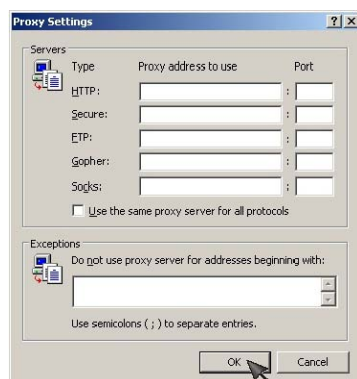 Proxy Settings
Servers
Type Proxy address to use Port
HTTP: :
Secure: :
FTP: :
Gopher: :
Socks: :
Use the same proxy server for all protocols
Exceptions
Do not use proxy server for addresses beginning with:
Use semicolons ( ; ) to separate entries.
OK Cancel